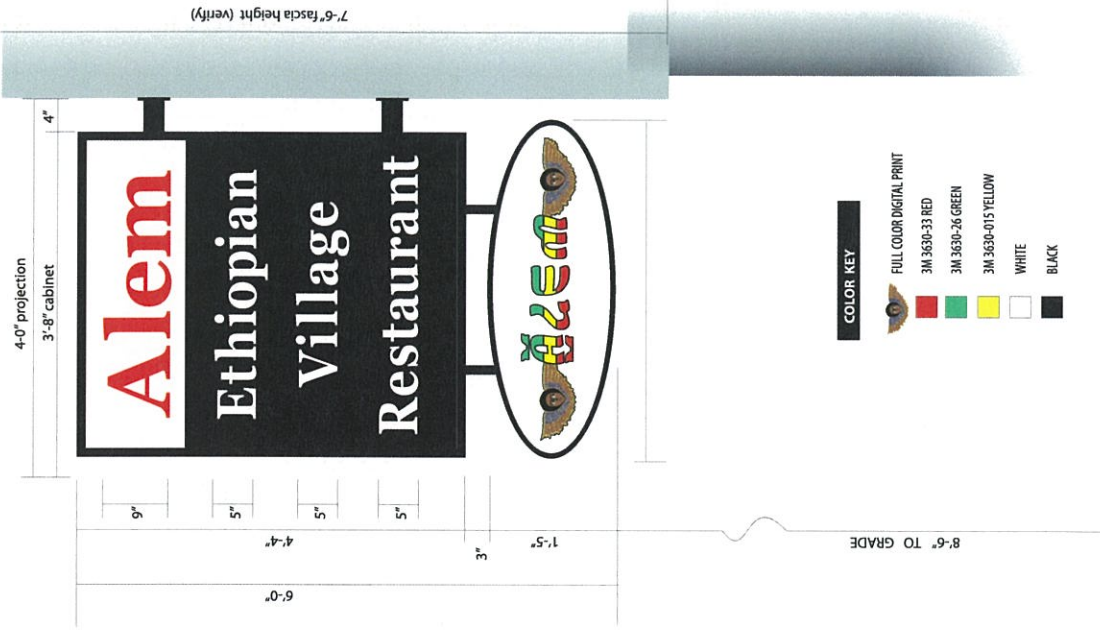 4-0" projection
3'-8" cabinet
4"
7'-6" fascia height (verify)
Alem
Ethiopian
Village
Restaurant
9"
5"
5"
5"
4'-4"
3"
1'-5"
6'-0"
8'-6" TO GRADE
COLOR KEY
FULL COLOR DIGITAL PRINT
3M 3630-33 RED
3M 3630-26 GREEN
3M 3630-015 YELLOW
WHITE
BLACK